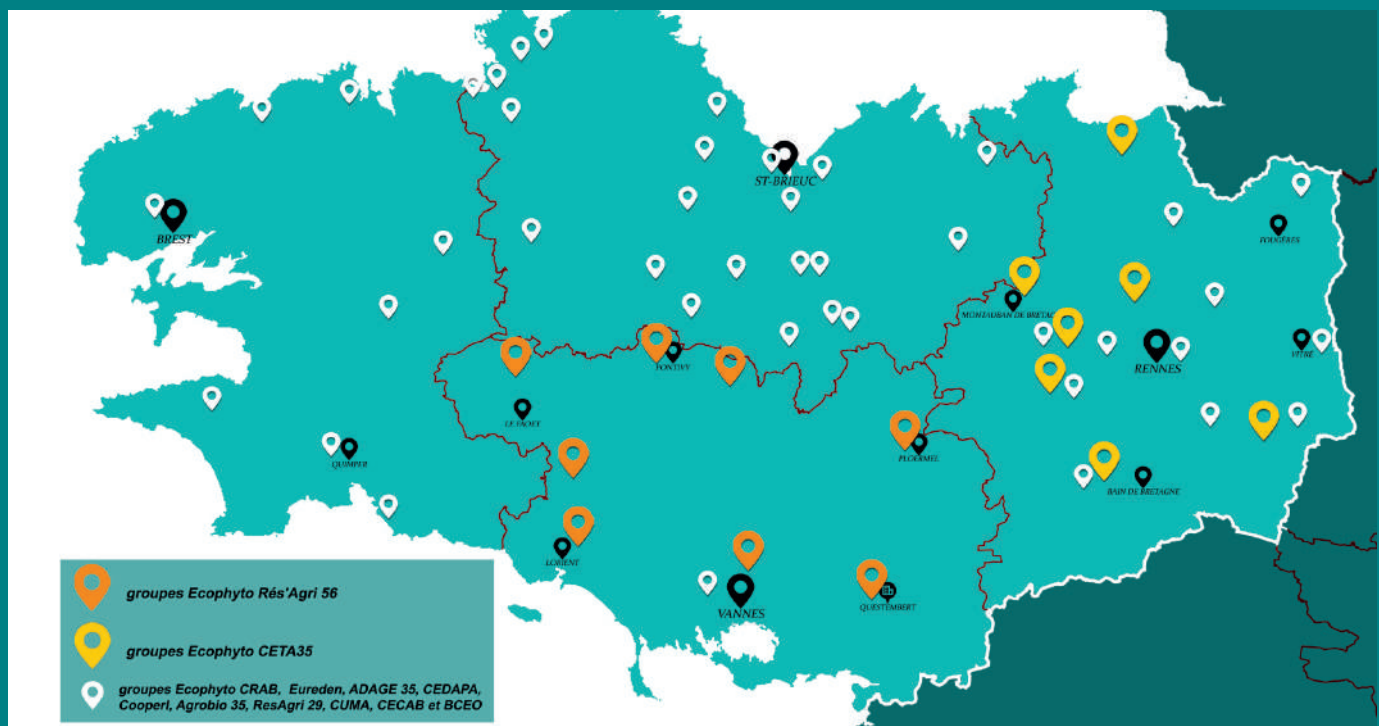 ST-BRIEUC
BREST
FOUGÈRES
MONTAUBAN DE BRETAGNE
RENNES
VITRÉ
PONTIVY
LE FAOUET
PLOERMEL
QUIMPER
BAIN DE BRETAGNE
LORIENT
VANNES
QUESTEMBERT
groupes Ecophyto Rés'Agri 56
groupes Ecophyto CETA35
groupes Ecophyto CRAB, Eureden, ADAGE 35, CEDAPA,
Cooperl, Agrobio 35, ResAgri 29, CUMA, CECAB et BCEO